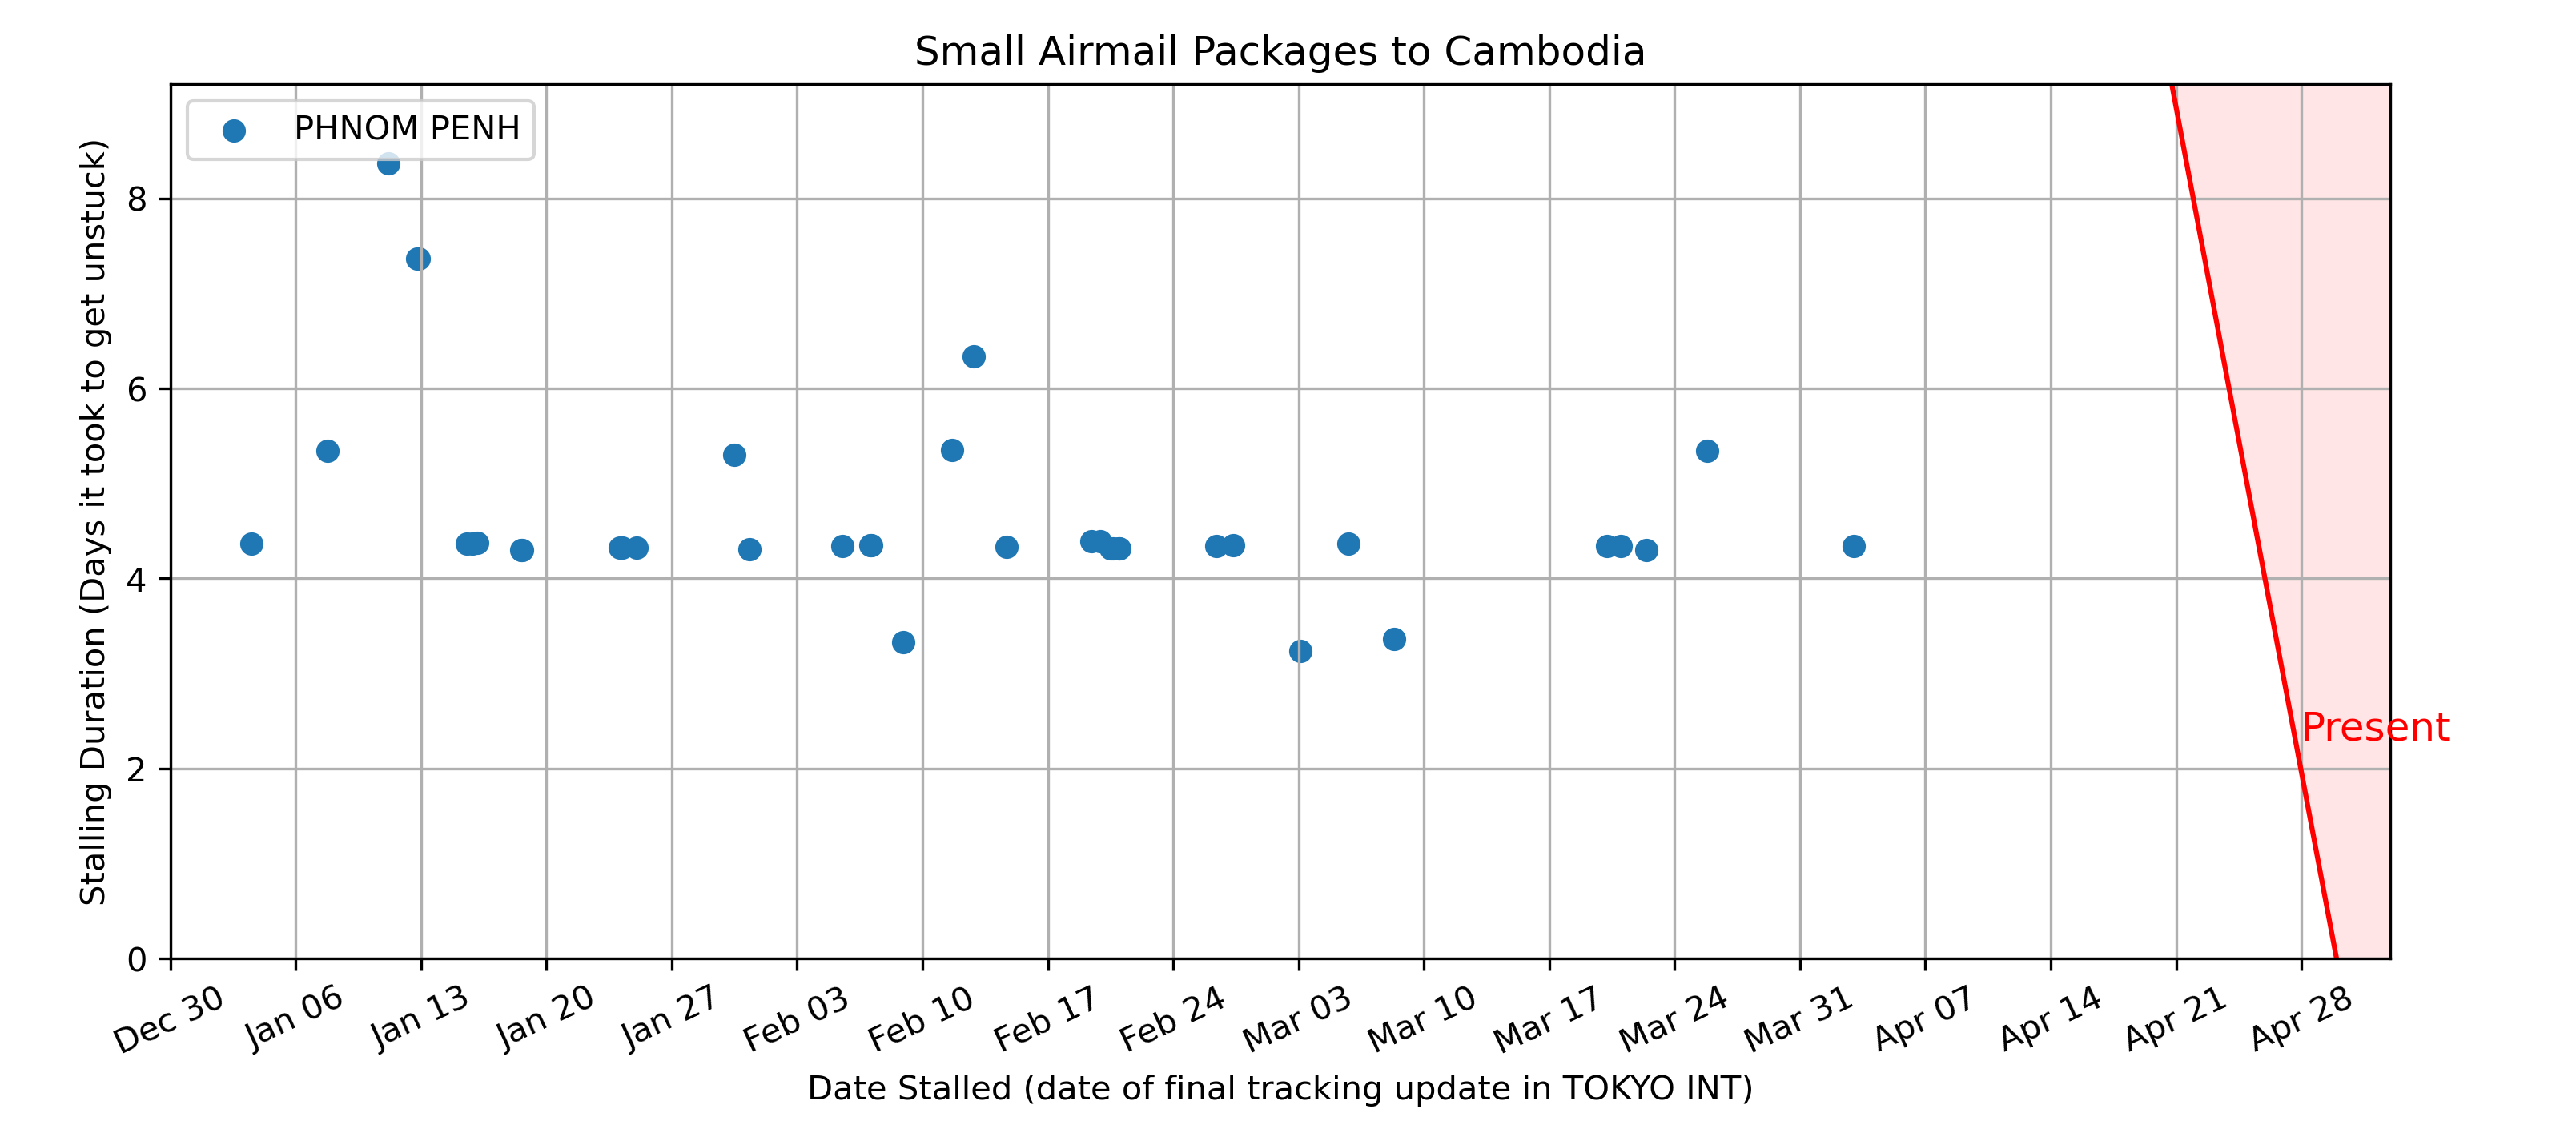 Small Airmail Packages to Cambodia
PHNOM PENH
Stalling Duration (Days it took to get unstuck)
8
6
4
2
0
Present
Dec 30
Jan 06
Jan 13
Jan 20
Jan 27
Feb 03
Feb 10
Feb 17
Feb 24
Mar 03
Mar 10
Mar 17
Mar 24
Mar 31
Apr 07
Apr 14
Apr 21
Apr 28
Date Stalled (date of final tracking update in TOKYO INT)